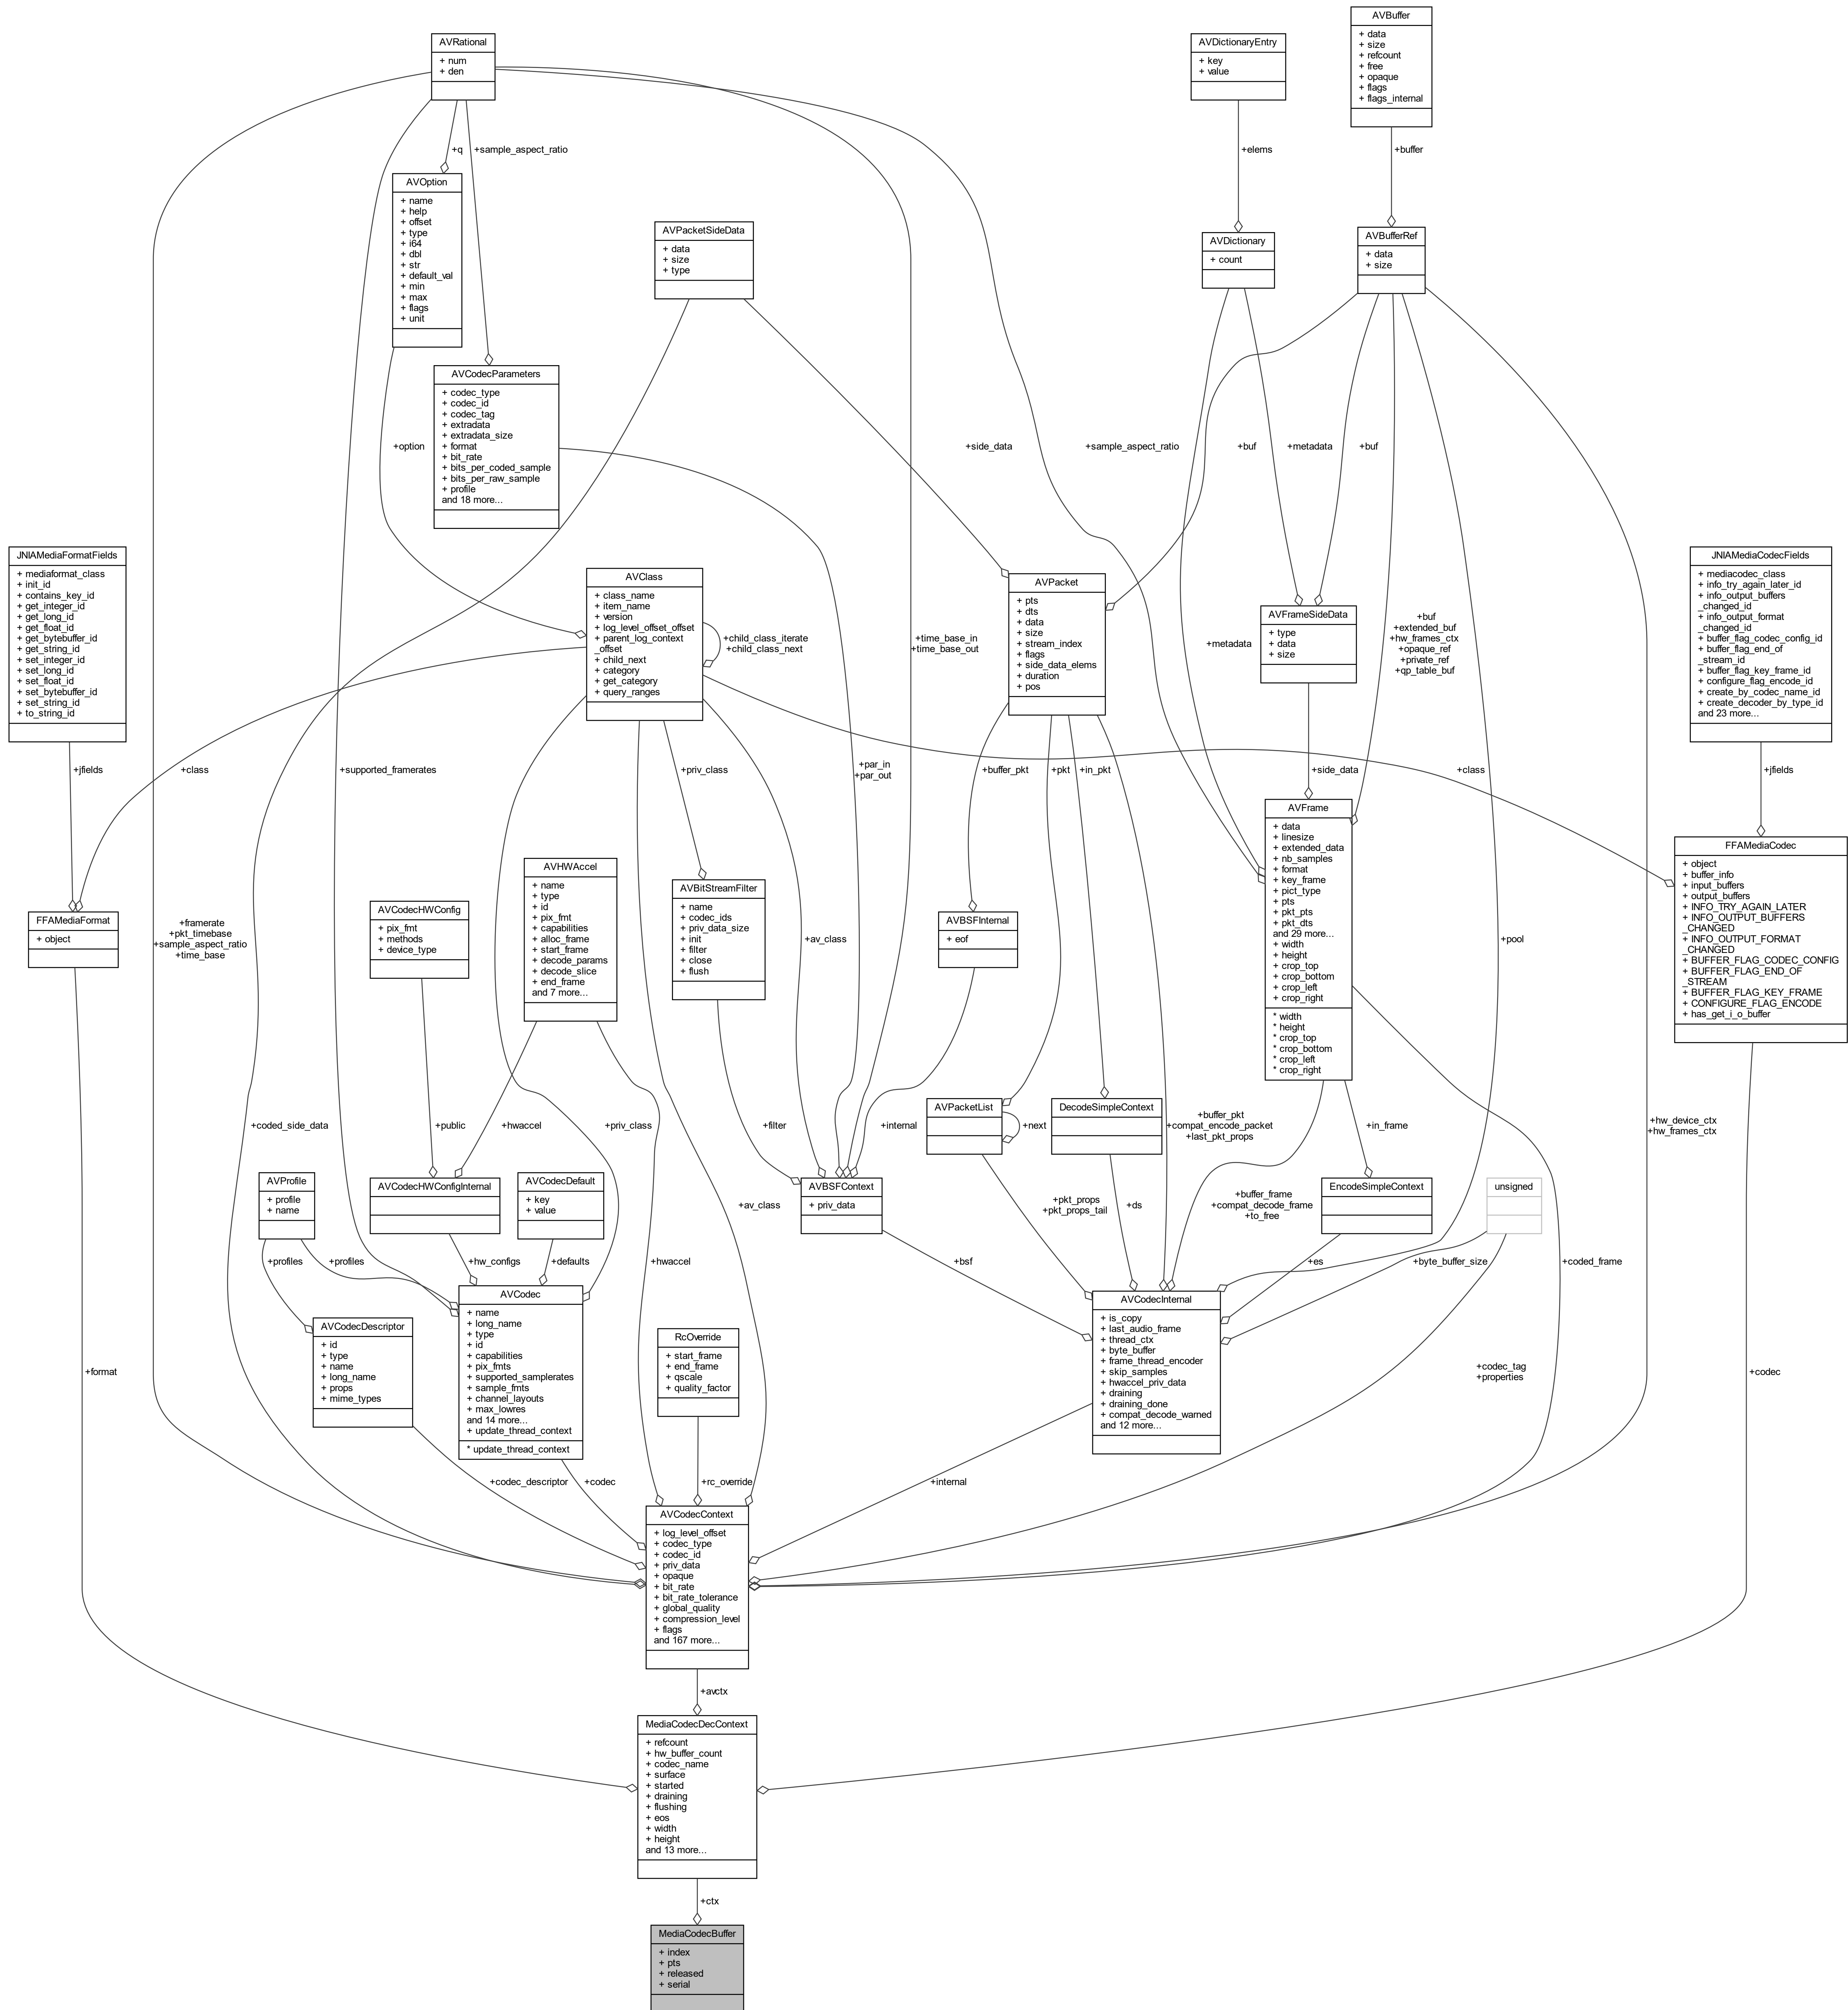 AVBuffer
+ data
+ size
+ refcount
+ free
+ opaque
+ flags
+ flags_internal
AVRational
+ num
+ den
AVDictionaryEntry
+ key
+ value
+q
+sample_aspect_ratio
+elems
+buffer
AVOption
+ name
+ help
+ offset
+ type
+ i64
+ dbl
+ str
+ default_val
+ min
+ max
+ flags
+ unit
AVPacketSideData
+ data
+ size
+ type
AVDictionary
+ count
AVBufferRef
+ data
+ size
AVCodecParameters
+ codec_type
+ codec_id
+ codec_tag
+ extradata
+ extradata_size
+ format
+ bit_rate
+ bits_per_coded_sample
+ bits_per_raw_sample
+ profile
and 18 more...
+option
+side_data
+sample_aspect_ratio
+buf
+metadata
+buf
JNIAMediaFormatFields
+ mediaformat_class
+ init_id
+ contains_key_id
+ get_integer_id
+ get_long_id
+ get_float_id
+ get_bytebuffer_id
+ get_string_id
+ set_integer_id
+ set_long_id
+ set_float_id
+ set_bytebuffer_id
+ set_string_id
+ to_string_id
AVClass
+ class_name
+ item_name
+ version
+ log_level_offset_offset
+ parent_log_context
_offset
+ child_next
+ category
+ get_category
+ query_ranges
+child_class_iterate
+child_class_next
+time_base_in
+time_base_out
AVPacket
+ pts
+ dts
+ data
+ size
+ stream_index
+ flags
+ side_data_elems
+ duration
+ pos
+metadata
AVFrameSideData
+ type
+ data
+ size
+buf
+extended_buf
+hw_frames_ctx
+opaque_ref
+private_ref
+qp_table_buf
JNIAMediaCodecFields
+ mediacodec_class
+ info_try_again_later_id
+ info_output_buffers
_changed_id
+ info_output_format
_changed_id
+ buffer_flag_codec_config_id
+ buffer_flag_end_of
_stream_id
+ buffer_flag_key_frame_id
+ configure_flag_encode_id
+ create_by_codec_name_id
+ create_decoder_by_type_id
and 23 more...
+jfields
+class
+supported_framerates
+priv_class
+par_in
+par_out
+buffer_pkt
+pkt
+in_pkt
+side_data
+class
+jfields
FFAMediaFormat
+ object
+framerate
+pkt_timebase
+sample_aspect_ratio
+time_base
AVCodecHWConfig
+ pix_fmt
+ methods
+ device_type
AVHWAccel
+ name
+ type
+ id
+ pix_fmt
+ capabilities
+ alloc_frame
+ start_frame
+ decode_params
+ decode_slice
+ end_frame
and 7 more...
AVBitStreamFilter
+ name
+ codec_ids
+ priv_data_size
+ init
+ filter
+ close
+ flush
+av_class
AVBSFInternal
+ eof
AVFrame
+ data
+ linesize
+ extended_data
+ nb_samples
+ format
+ key_frame
+ pict_type
+ pts
+ pkt_pts
+ pkt_dts
and 29 more...
+ width
+ height
+ crop_top
+ crop_bottom
+ crop_left
+ crop_right
* width
* height
* crop_top
* crop_bottom
* crop_left
* crop_right
+pool
FFAMediaCodec
+ object
+ buffer_info
+ input_buffers
+ output_buffers
+ INFO_TRY_AGAIN_LATER
+ INFO_OUTPUT_BUFFERS
_CHANGED
+ INFO_OUTPUT_FORMAT
_CHANGED
+ BUFFER_FLAG_CODEC_CONFIG
+ BUFFER_FLAG_END_OF
_STREAM
+ BUFFER_FLAG_KEY_FRAME
+ CONFIGURE_FLAG_ENCODE
+ has_get_i_o_buffer
+coded_side_data
+public
+hwaccel
+priv_class
+filter
+internal
AVPacketList
+next
DecodeSimpleContext
+buffer_pkt
+compat_encode_packet
+last_pkt_props
+in_frame
+hw_device_ctx
+hw_frames_ctx
AVProfile
+ profile
+ name
AVCodecHWConfigInternal
AVCodecDefault
+ key
+ value
+av_class
AVBSFContext
+ priv_data
+pkt_props
+pkt_props_tail
+ds
+buffer_frame
+compat_decode_frame
+to_free
EncodeSimpleContext
unsigned
+profiles
+profiles
+hw_configs
+defaults
+hwaccel
+bsf
+es
+byte_buffer_size
+coded_frame
AVCodecDescriptor
+ id
+ type
+ name
+ long_name
+ props
+ mime_types
AVCodec
+ name
+ long_name
+ type
+ id
+ capabilities
+ pix_fmts
+ supported_samplerates
+ sample_fmts
+ channel_layouts
+ max_lowres
and 14 more...
+ update_thread_context
* update_thread_context
RcOverride
+ start_frame
+ end_frame
+ qscale
+ quality_factor
AVCodecInternal
+ is_copy
+ last_audio_frame
+ thread_ctx
+ byte_buffer
+ frame_thread_encoder
+ skip_samples
+ hwaccel_priv_data
+ draining
+ draining_done
+ compat_decode_warned
and 12 more...
+format
+codec_tag
+properties
+codec
+codec_descriptor
+codec
+rc_override
+internal
AVCodecContext
+ log_level_offset
+ codec_type
+ codec_id
+ priv_data
+ opaque
+ bit_rate
+ bit_rate_tolerance
+ global_quality
+ compression_level
+ flags
and 167 more...
+avctx
MediaCodecDecContext
+ refcount
+ hw_buffer_count
+ codec_name
+ surface
+ started
+ draining
+ flushing
+ eos
+ width
+ height
and 13 more...
+ctx
MediaCodecBuffer
+ index
+ pts
+ released
+ serial